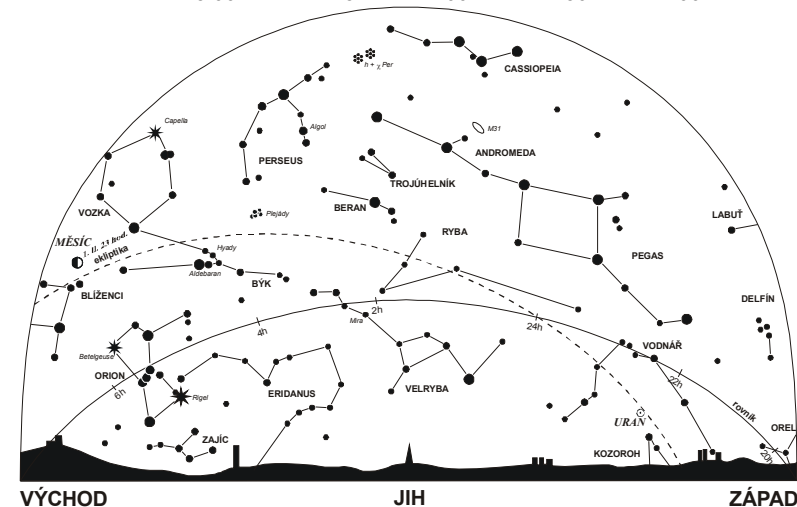 h + χ Per
CASSIOPEIA
Capella
Algol
M31
PERSEUS
ANDROMEDA
TROJÚHELNÍK
VOZKA
Plejády
BERAN
LABUŤ
MĚSÍC
1. II. 23 hod.
ekliptika
Hyady
RYBA
Aldebaran
PEGAS
BLÍŽENCI
BÝK
DELFÍN
Mira
2h
24h
4h
VODNÁŘ
Betelgeuse
ORION
6h
Rigel
ERIDANUS
VELRYBA
22h
rovník
URAN
OREL
ZAJÍC
KOZOROH
20h
VÝCHOD
JIH
ZÁPAD